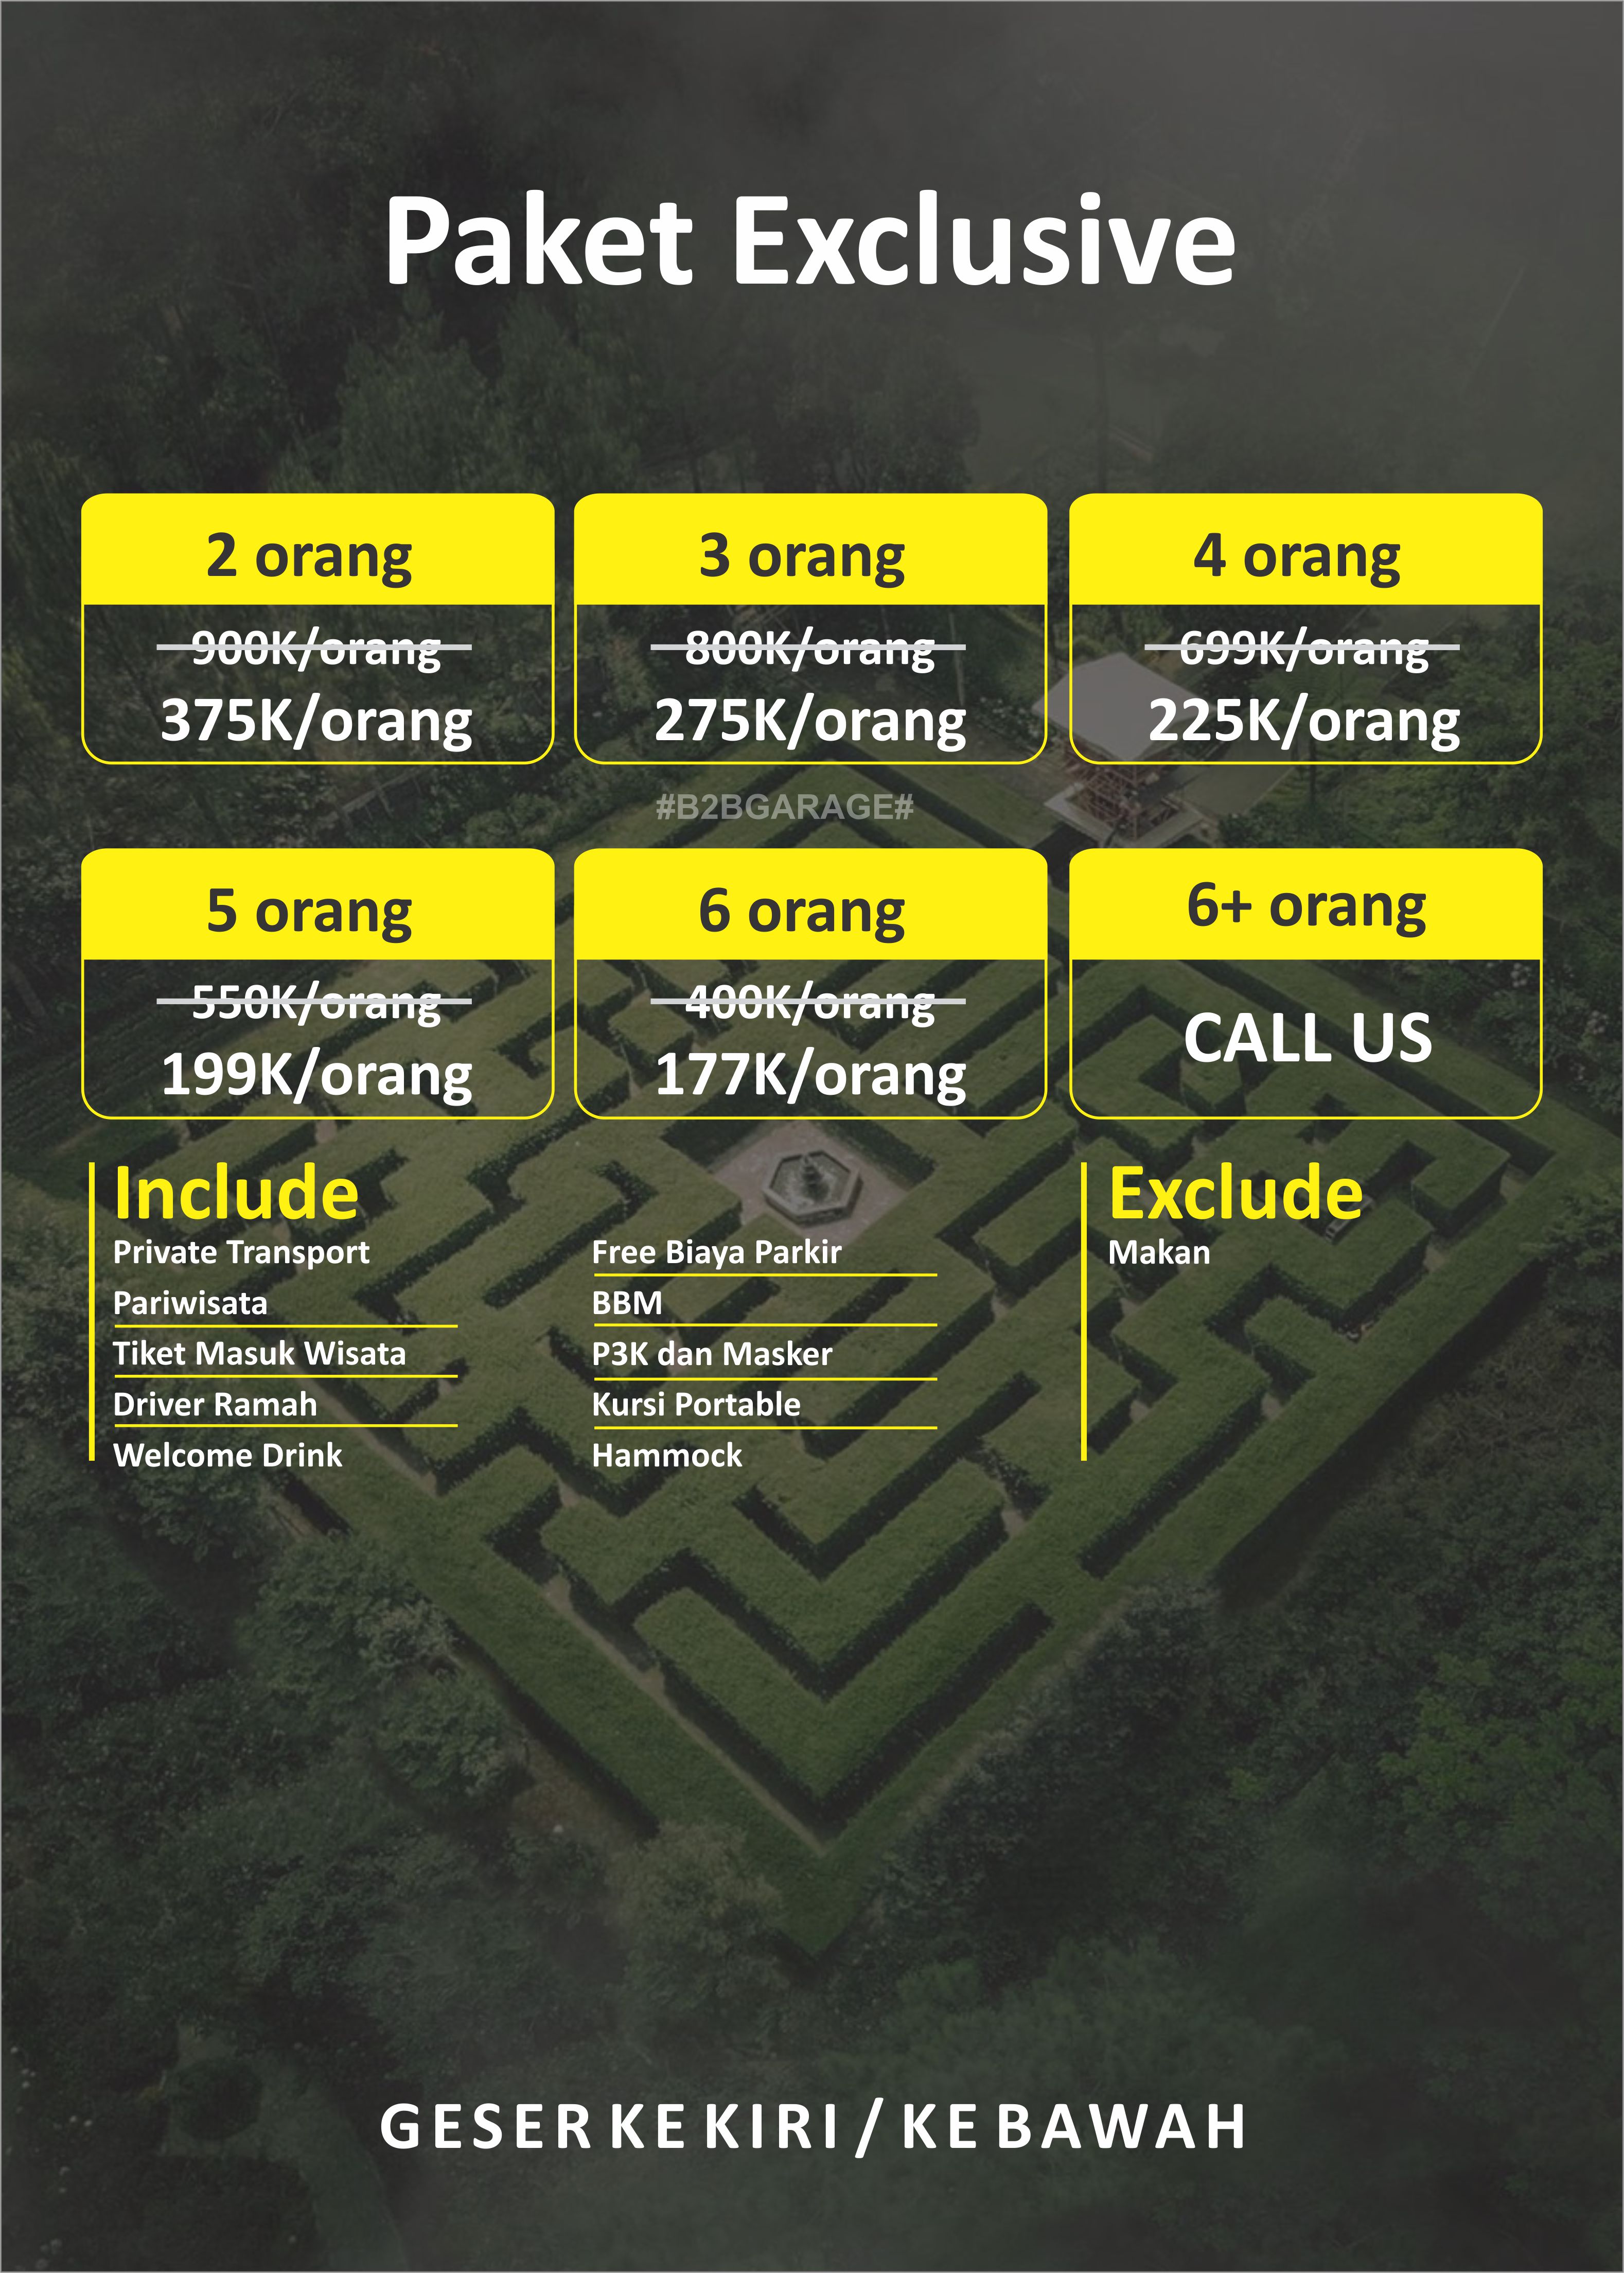 Paket Exclusive
2 orang
900K/orang
375K/orang
3 orang
800K/orang
275K/orang
4 orang
699K/orang
225K/orang
#B2BGARAGE#
5 orang
550K/orang
199K/orang
6 orang
400K/orang
177K/orang
6+ orang
CALL US
Include
Private Transport
Pariwisata
Tiket Masuk Wisata
Driver Ramah
Welcome Drink
Free Biaya Parkir
BBM
P3K dan Masker
Kursi Portable
Hammock
Exclude
Makan
GESER KE KIRI / KE BAWAH